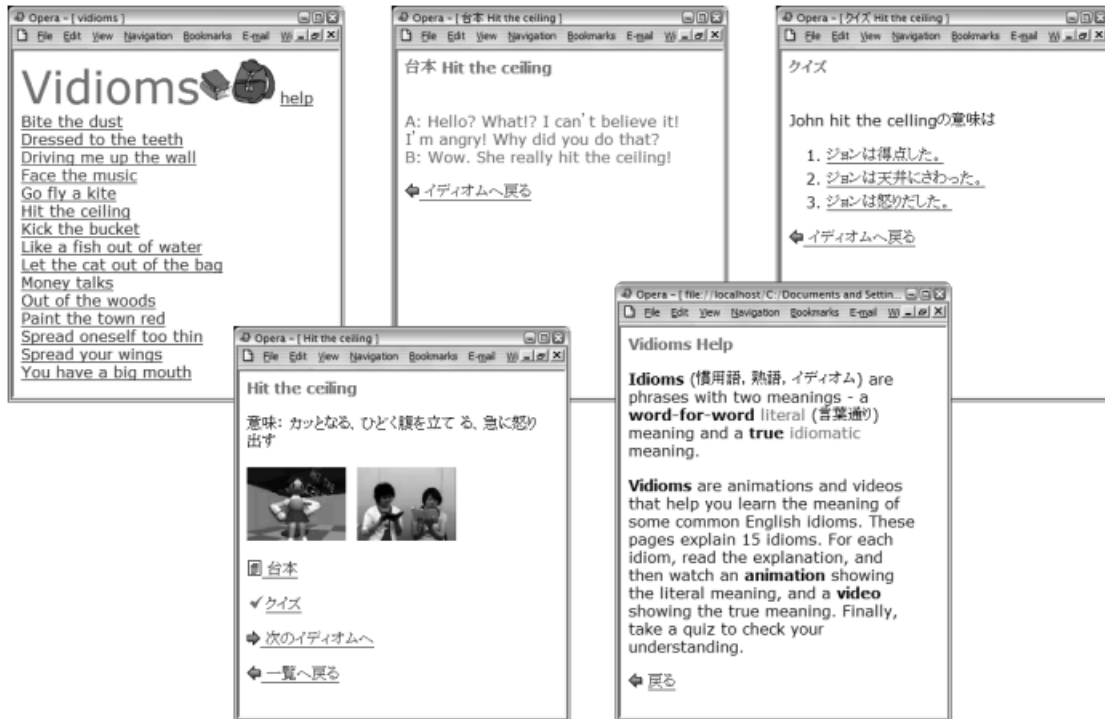 Opera - [ vidioms ]
File Edit View Navigation Bookmarks E-mail Wi
Vidioms help
Bite the dust
Dressed to the teeth
Driving me up the wall
Face the music
Go fly a kite
Hit the ceiling
Kick the bucket
Like a fish out of water
Let the cat out of the bag
Money talks
Out of the woods
Paint the town red
Spread oneself too thin
Spread your wings
You have a big mouth
Opera - [ 台本 Hit the ceiling ]
File Edit View Navigation Bookmarks E-mail Wi
台本 Hit the ceiling
A: Hello? What!? I can't believe it!
I'm angry! Why did you do that?
B: Wow. She really hit the ceiling!
イディオムへ戻る
Opera - [ クイズ Hit the ceiling ]
File Edit View Navigation Bookmarks E-mail Wi
クイズ
John hit the cellingの意味は
1. ジョンは得点した。
2. ジョンは天井にさわった。
3. ジョンは怒りだした。
イディオムへ戻る
Opera - [ Hit the ceiling ]
File Edit View Navigation Bookmarks E-mail Wi
Hit the ceiling
意味: カッとなる、ひどく腹を立て る、急に怒り
出す
台本
クイズ
次のイディオムへ
一覧へ戻る
Opera - [ file://localhost/C:/Documents and Settin...
File Edit View Navigation Bookmarks E-mail Wi
Vidioms Help
Idioms (慣用語, 熟語, イディオム) are
phrases with two meanings - a
word-for-word literal (言葉通り)
meaning and a true idiomatic
meaning.
Vidioms are animations and videos
that help you learn the meaning of
some common English idioms. These
pages explain 15 idioms. For each
idiom, read the explanation, and
then watch an animation showing
the literal meaning, and a video
showing the true meaning. Finally,
take a quiz to check your
understanding.
戻る